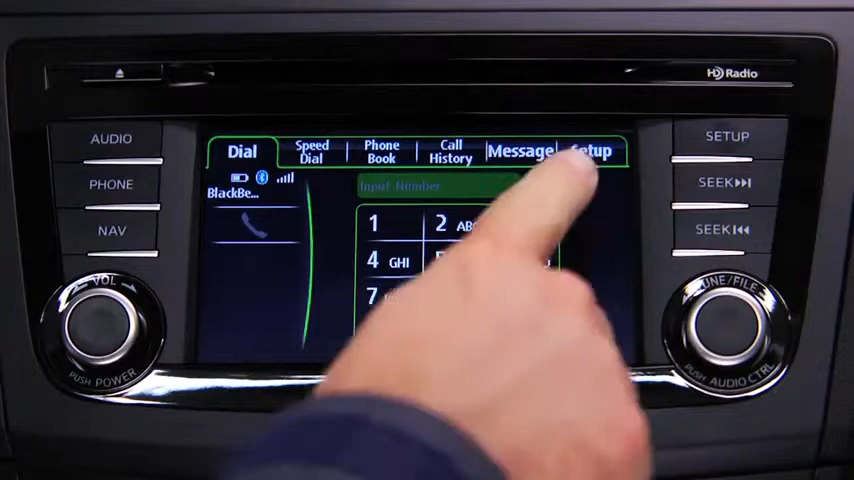 HD Radio
AUDIO
PHONE
NAV
VOL
PUSH POWER
Dial
Speed Dial
Phone Book
Call History
Message
Setup
BlackBe...
Input Number
1
2 ABC
4 GHI
7
SETUP
SEEK
SEEK
TUNE/FILE
PUSH AUDIO CTRL